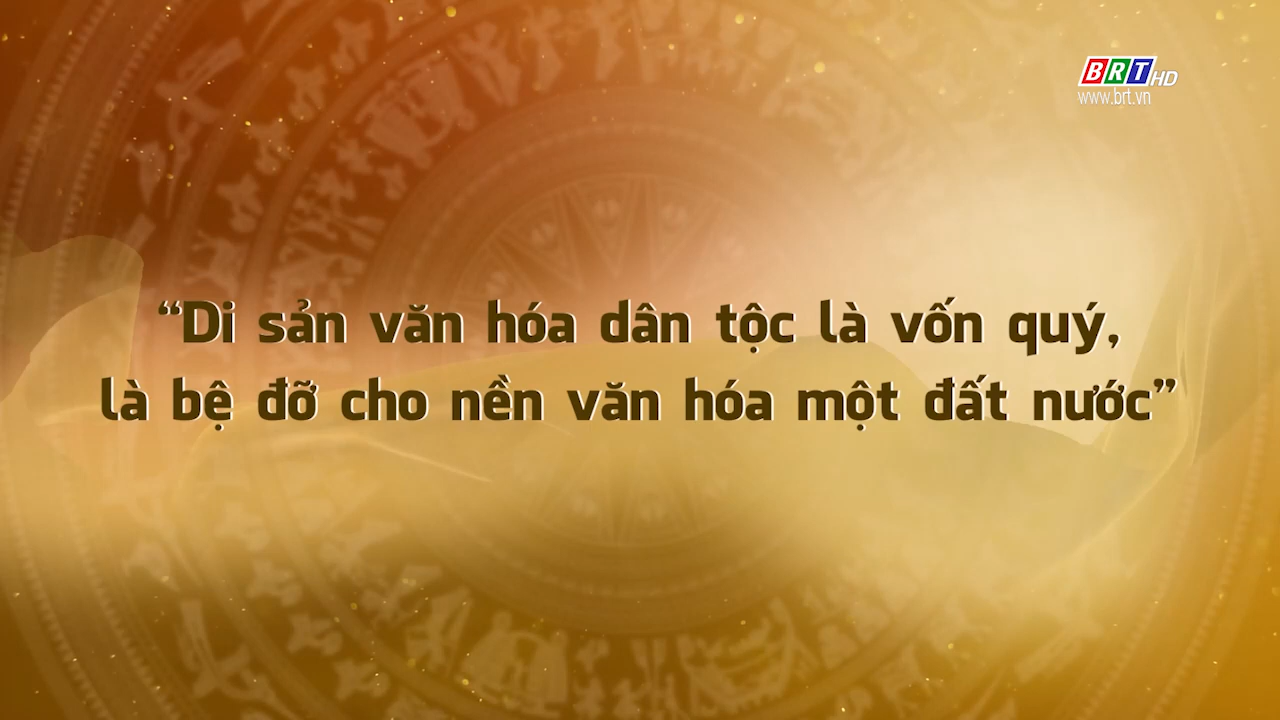 BRT HD
www.brt.vn
“Di sản văn hóa dân tộc là vốn quý,
là bệ đỡ cho nền văn hóa một đất nước”